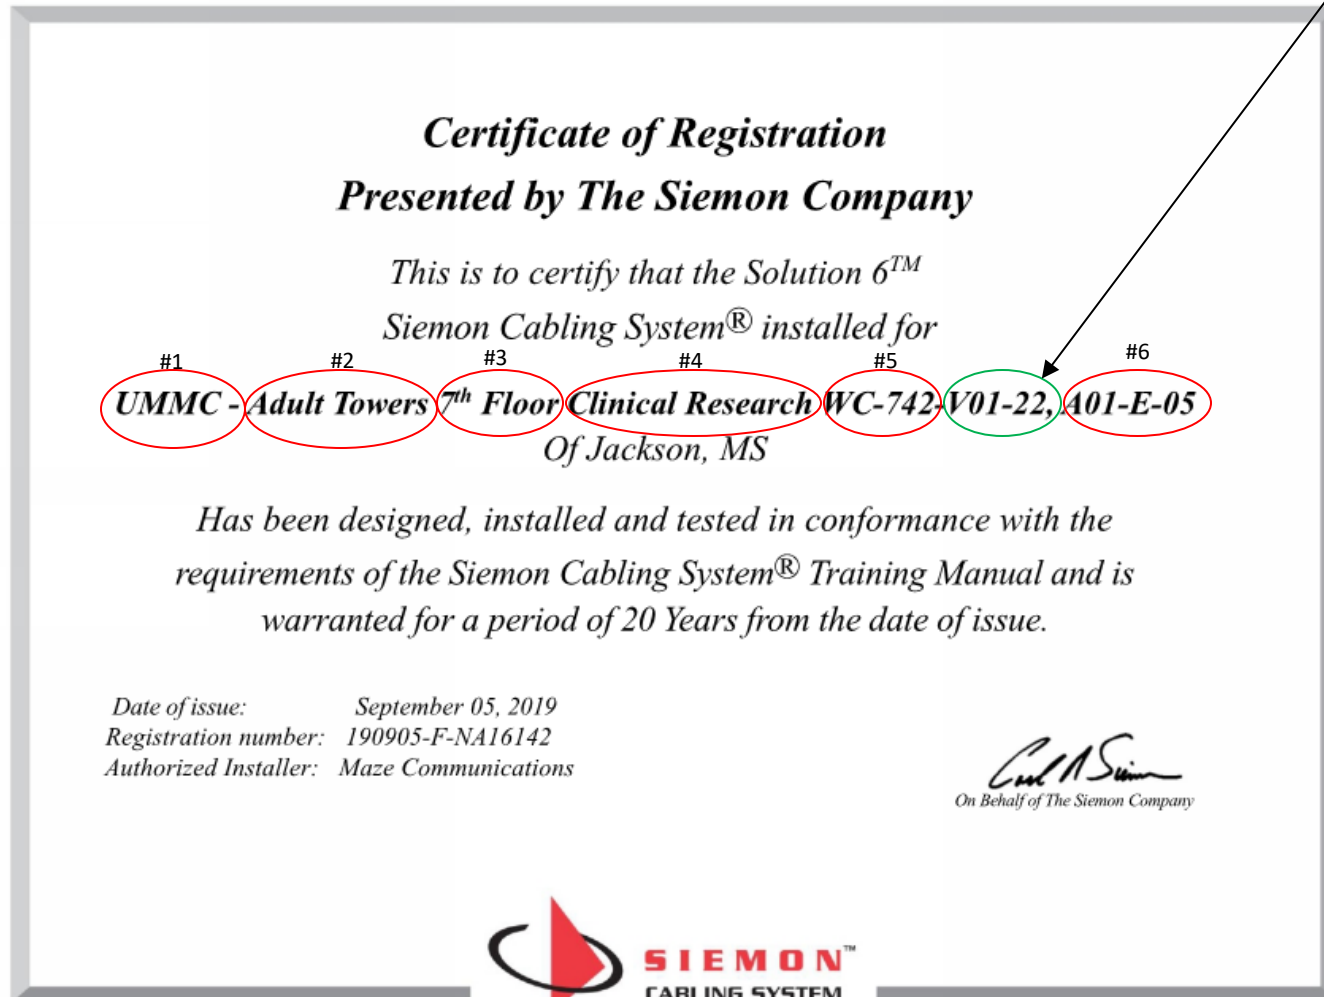 Certificate of Registration
Presented by The Siemon Company
This is to certify that the Solution 6TM
Siemon Cabling System® installed for
#1 #2 #3 #4 #5 #6
UMMC - Adult Towers 7th Floor Clinical Research WC-742-V01-22, A01-E-05
Of Jackson, MS
Has been designed, installed and tested in conformance with the
requirements of the Siemon Cabling System® Training Manual and is
warranted for a period of 20 Years from the date of issue.
Date of issue: September 05, 2019
Registration number: 190905-F-NA16142
Authorized Installer: Maze Communications
On Behalf of The Siemon Company
SIEMON™
CABLING SYSTEM